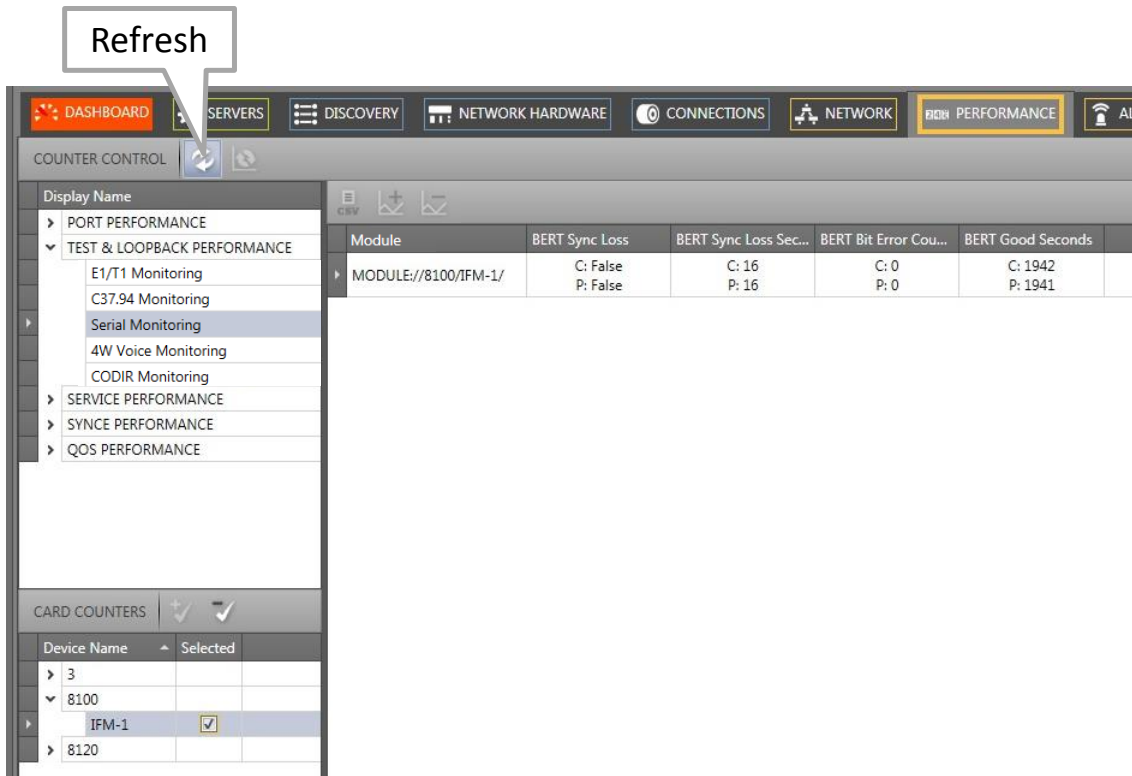 Refresh
DASHBOARD SERVERS DISCOVERY NETWORK HARDWARE CONNECTIONS NETWORK PERFORMANCE AL
COUNTER CONTROL
Display Name
PORT PERFORMANCE
TEST & LOOPBACK PERFORMANCE
E1/T1 Monitoring
C37.94 Monitoring
Serial Monitoring
4W Voice Monitoring
CODIR Monitoring
SERVICE PERFORMANCE
SYNCE PERFORMANCE
QOS PERFORMANCE
CSV
Module BERT Sync Loss BERT Sync Loss Sec... BERT Bit Error Cou... BERT Good Seconds
MODULE://8100/IFM-1/
C: False C: 16 C: 0 C: 1942
P: False P: 16 P: 0 P: 1941
CARD COUNTERS
Device Name Selected
3
8100
IFM-1
8120